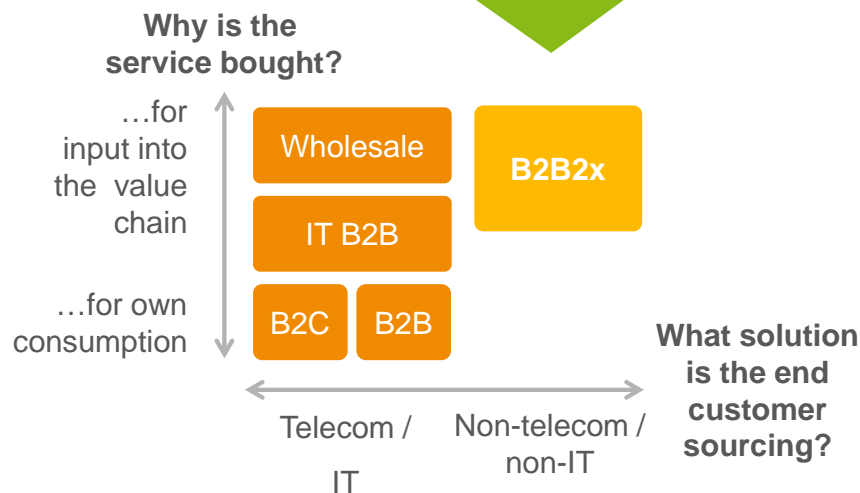 Why is the
service bought?
…for
input into
the value
chain
Wholesale
B2B2x
IT B2B
…for own
consumption
B2C
B2B
What solution
is the end
customer
sourcing?
Telecom /
IT
Non-telecom /
non-IT